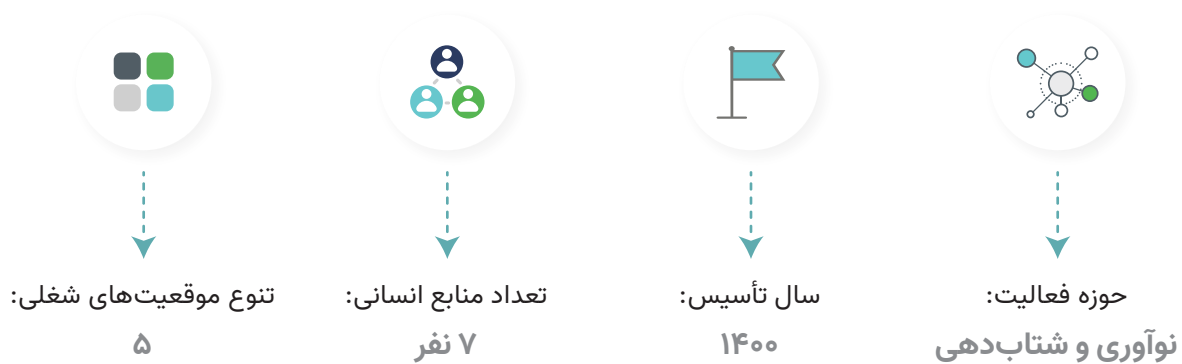 حوزه فعالیت:
نوآوری و شتاب‌دهی
سال تأسیس:
۱۴۰۰
تعداد منابع انسانی:
۷ نفر
تنوع موقعیت‌های شغلی:
۵